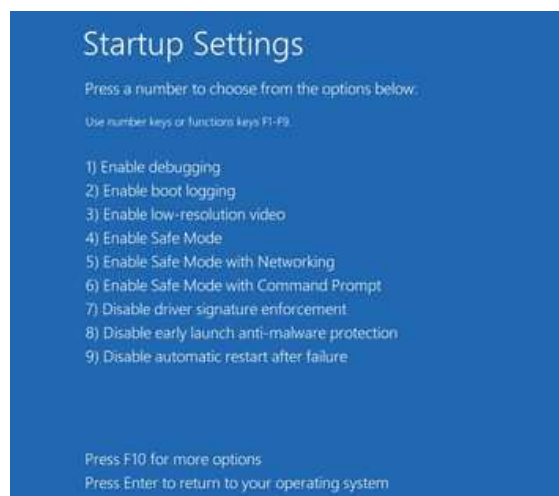 Startup Settings
Press a number to choose from the options below:
Use number keys or functions keys F1-F9.
1) Enable debugging
2) Enable boot logging
3) Enable low-resolution video
4) Enable Safe Mode
5) Enable Safe Mode with Networking
6) Enable Safe Mode with Command Prompt
7) Disable driver signature enforcement
8) Disable early launch anti-malware protection
9) Disable automatic restart after failure
Press F10 for more options
Press Enter to return to your operating system